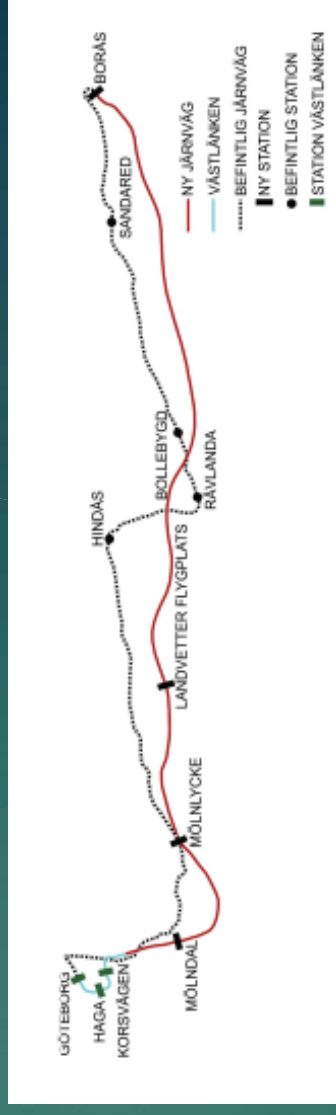 GÖTEBORG
HAGA
KORSVÄGEN
MÖLNDAL
MÖLNLYCKE
LANDVETTER FLYGPLATS
HINDÅS
RÄVLANDA
BOLLEBYGD
SANDARED
BORÅS
NY JÄRNVÄG
VÄSTLÄNKEN
BEFINTLIG JÄRNVÄG
NY STATION
BEFINTLIG STATION
STATION VÄSTLÄNKEN